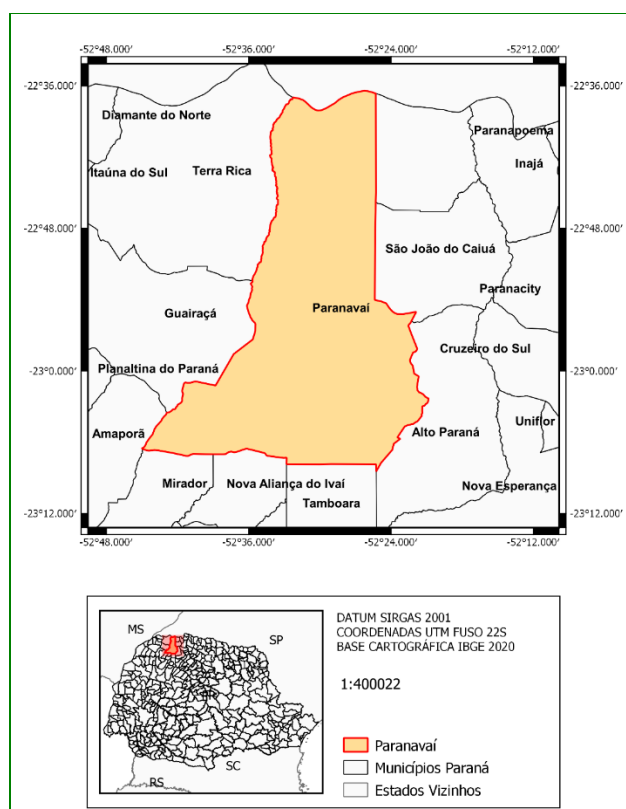 -52°48.000' -52°36.000' -52°24.000' -52°12.000'
-22°36.000' -22°36.000'
Diamante do Norte
Paranapoema
Itaúna do Sul Terra Rica Inajá
-22°48.000' -22°48.000'
São João do Caiuá
Paranacity
Guairaçá Paranavaí
Cruzeiro do Sul
Planaltina do Paraná
-23°0.000' -23°0.000'
Uniflor
Amaporã Alto Paraná
Mirador Nova Aliança do Ivaí Nova Esperança
Tamboara
-23°12.000' -23°12.000'
-52°48.000' -52°36.000' -52°24.000' -52°12.000'
MS
SP
SC
RS
DATUM SIRGAS 2001
COORDENADAS UTM FUSO 22S
BASE CARTOGRÁFICA IBGE 2020
1:400022
Paranavaí
Municípios Paraná
Estados Vizinhos